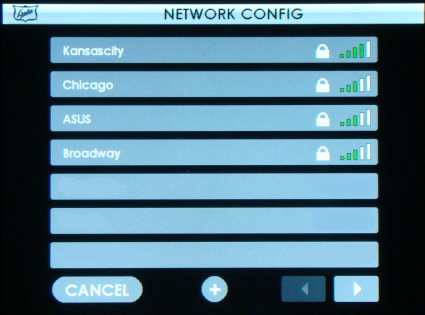 NETWORK CONFIG
Kansascity
Chicago
ASUS
Broadway
CANCEL